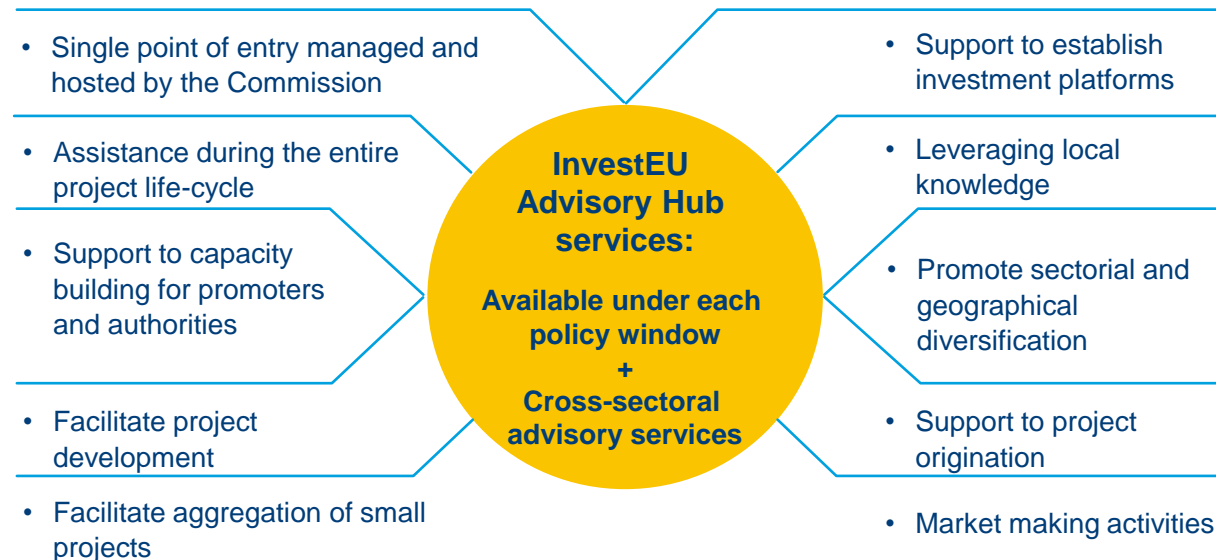 • Single point of entry managed and
hosted by the Commission
• Assistance during the entire
project life-cycle
• Support to capacity
building for promoters
and authorities
• Facilitate project
development
• Facilitate aggregation of small
projects
InvestEU
Advisory Hub
services:
Available under each
policy window
+
Cross-sectoral
advisory services
• Support to establish
investment platforms
• Leveraging local
knowledge
• Promote sectorial and
geographical
diversification
• Support to project
origination
• Market making activities